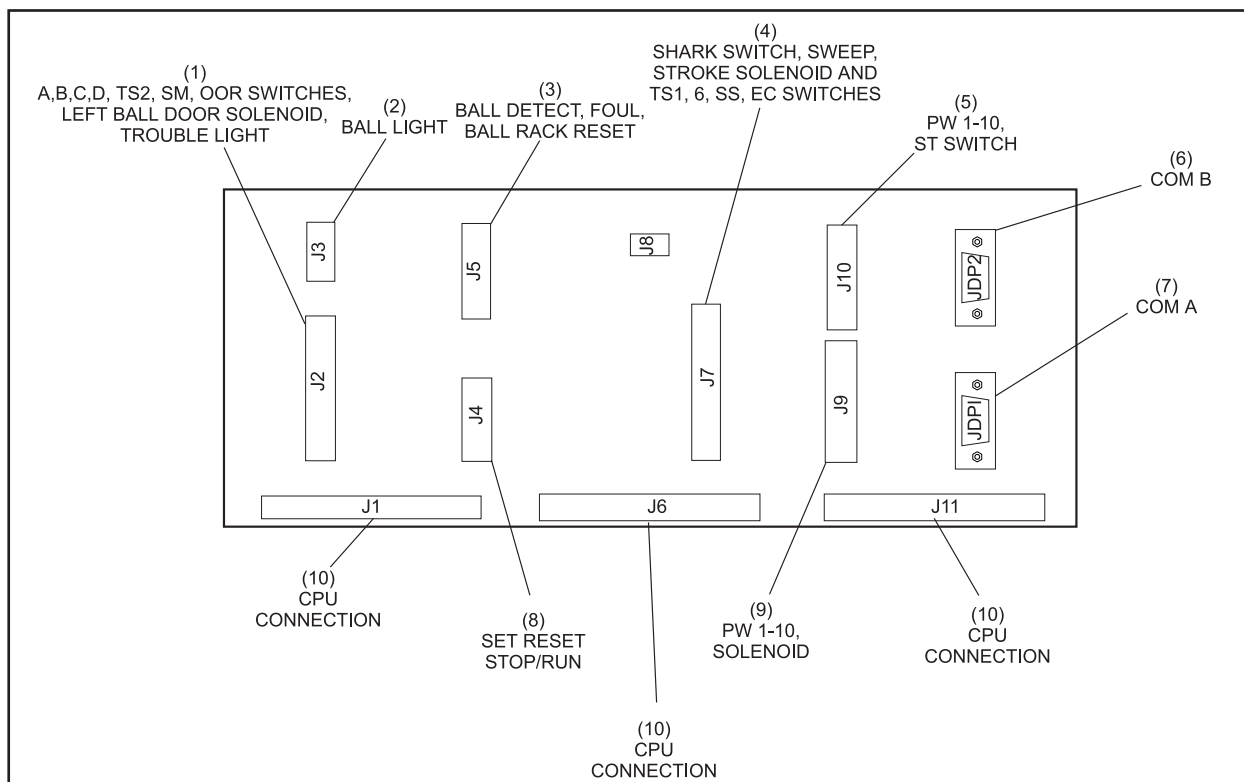 (1)
A,B,C,D, TS2, SM, OOR SWITCHES,
LEFT BALL DOOR SOLENOID,
TROUBLE LIGHT
(2)
BALL LIGHT
(3)
BALL DETECT, FOUL,
BALL RACK RESET
(4)
SHARK SWITCH, SWEEP,
STROKE SOLENOID AND
TS1, 6, SS, EC SWITCHES
(5)
PW 1-10,
ST SWITCH
(6)
COM B
(7)
COM A
J3
J5
J8
J10
JDP2
J2
J4
J7
J9
JDPI
J1
J6
J11
(10)
CPU
CONNECTION
(8)
SET RESET
STOP/RUN
(10)
CPU
CONNECTION
(9)
PW 1-10,
SOLENOID
(10)
CPU
CONNECTION